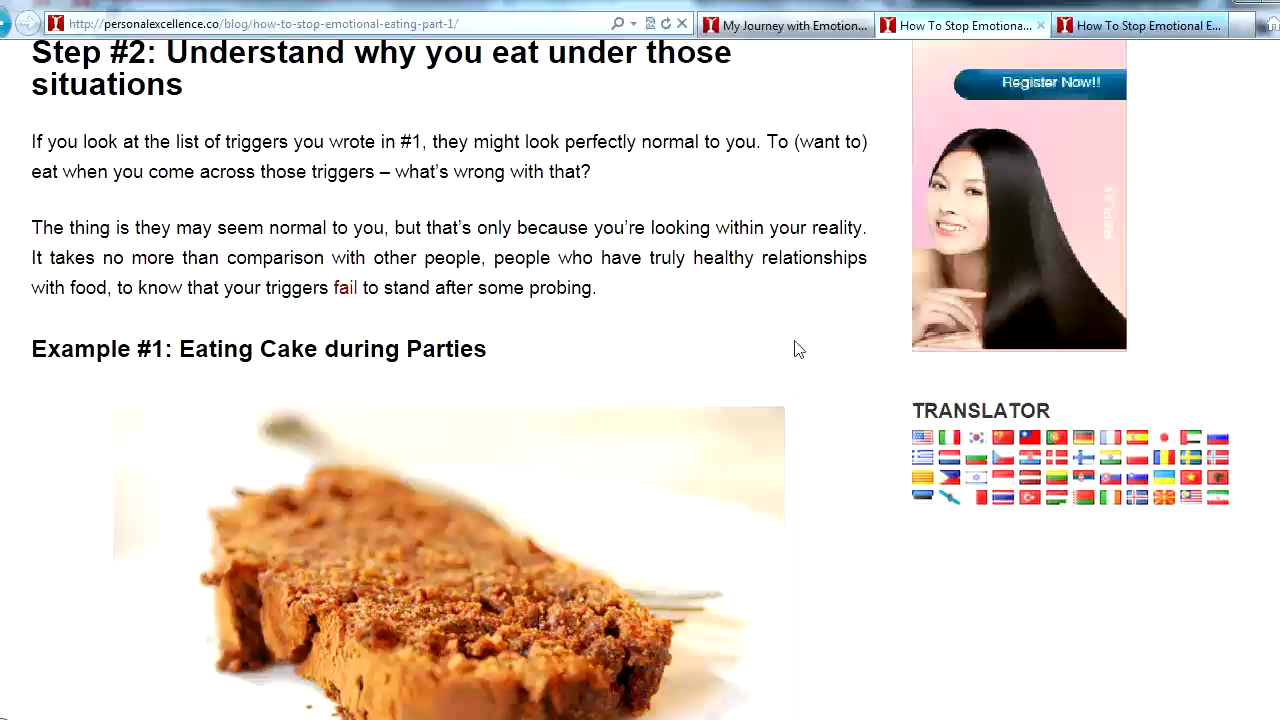 http://personalexcellence.co/blog/how-to-stop-emotional-eating-part-1/
My Journey with Emotion...
How To Stop Emotiona...
How To Stop Emotional E...
Step #2: Understand why you eat under those
situations
If you look at the list of triggers you wrote in #1, they might look perfectly normal to you. To (want to)
eat when you come across those triggers – what's wrong with that?
The thing is they may seem normal to you, but that's only because you're looking within your reality.
It takes no more than comparison with other people, people who have truly healthy relationships
with food, to know that your triggers fail to stand after some probing.
Example #1: Eating Cake during Parties
Register Now!!
REPLAY
TRANSLATOR